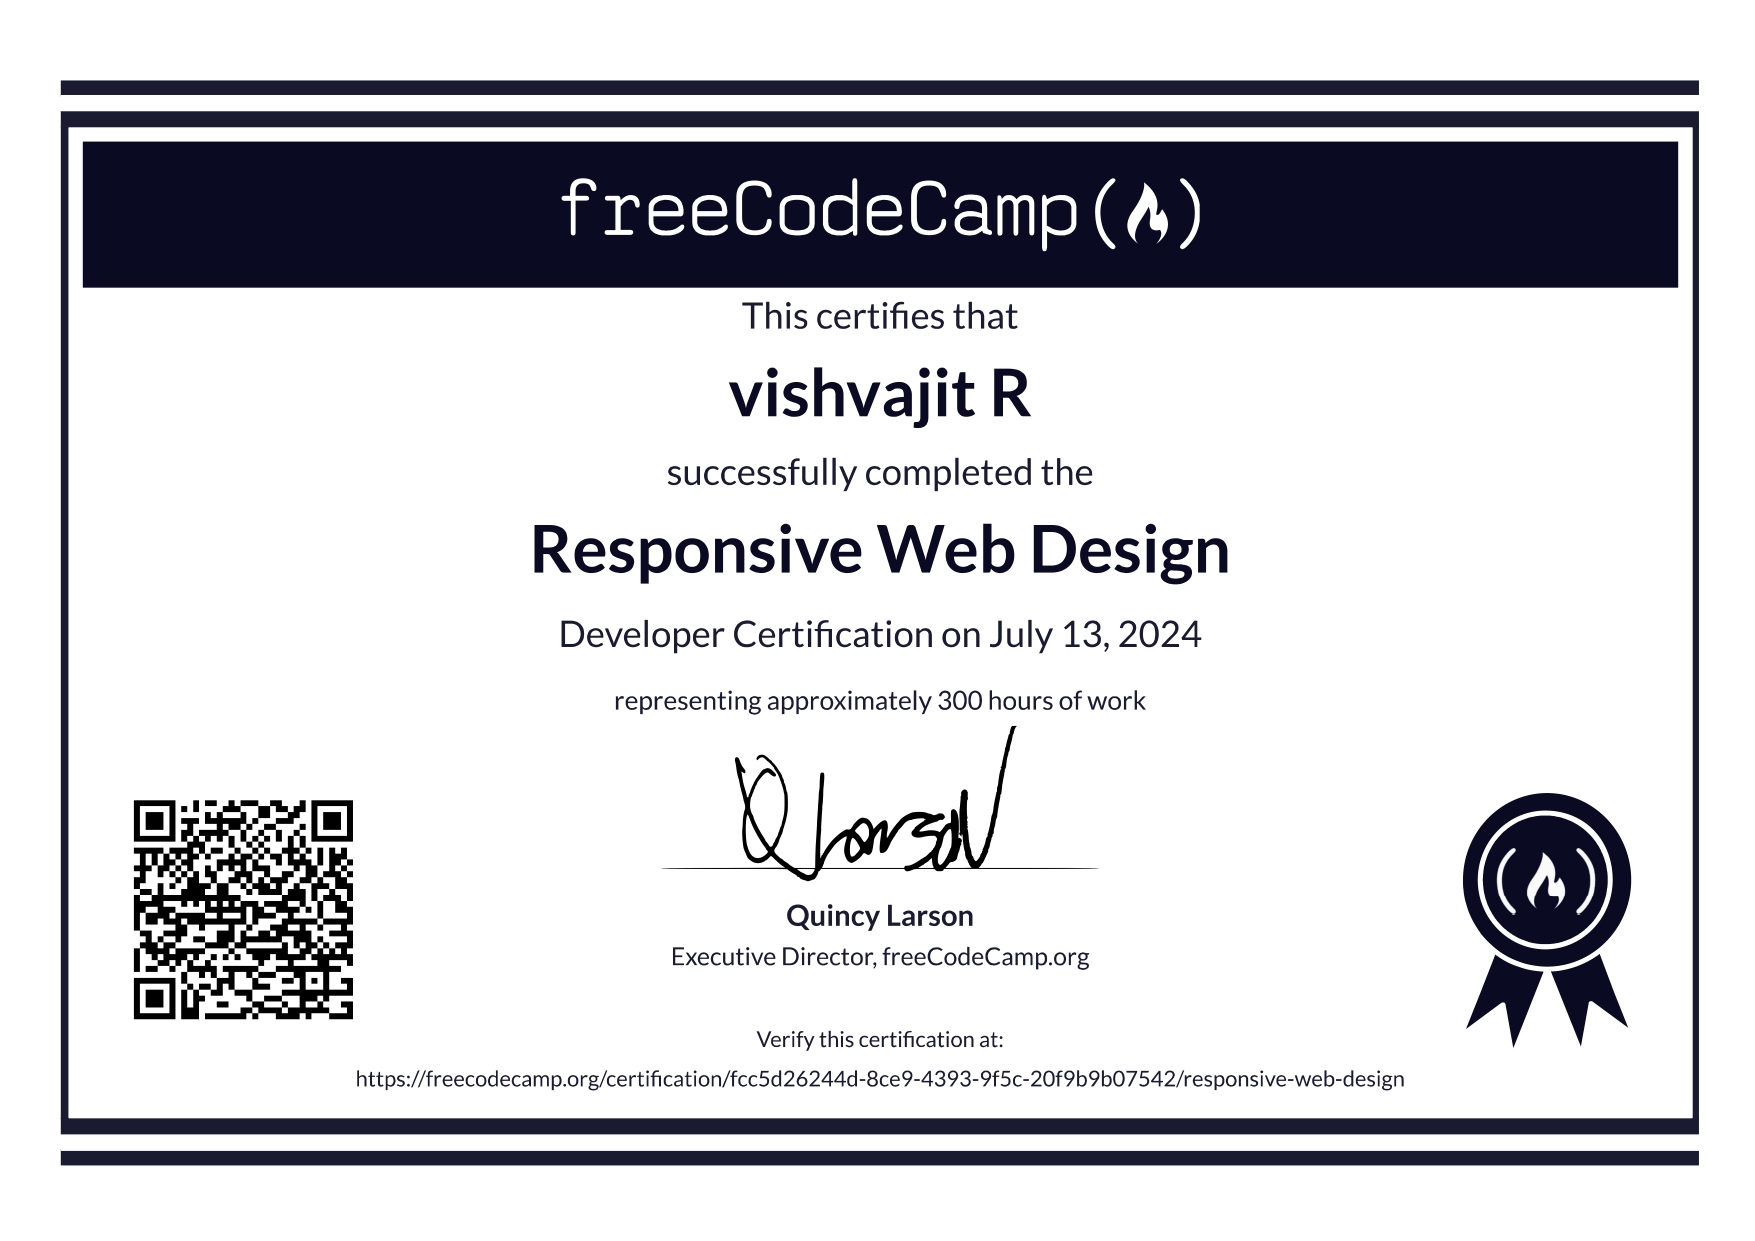 freeCodeCamp
This certifies that
vishvajit R
successfully completed the
Responsive Web Design
Developer Certification on July 13, 2024
representing approximately 300 hours of work
Q Larson
Quincy Larson
Executive Director, freeCodeCamp.org
Verify this certification at:
https://freecodecamp.org/certification/fcc5d26244d-8ce9-4393-9f5c-20f9b9b07542/responsive-web-design